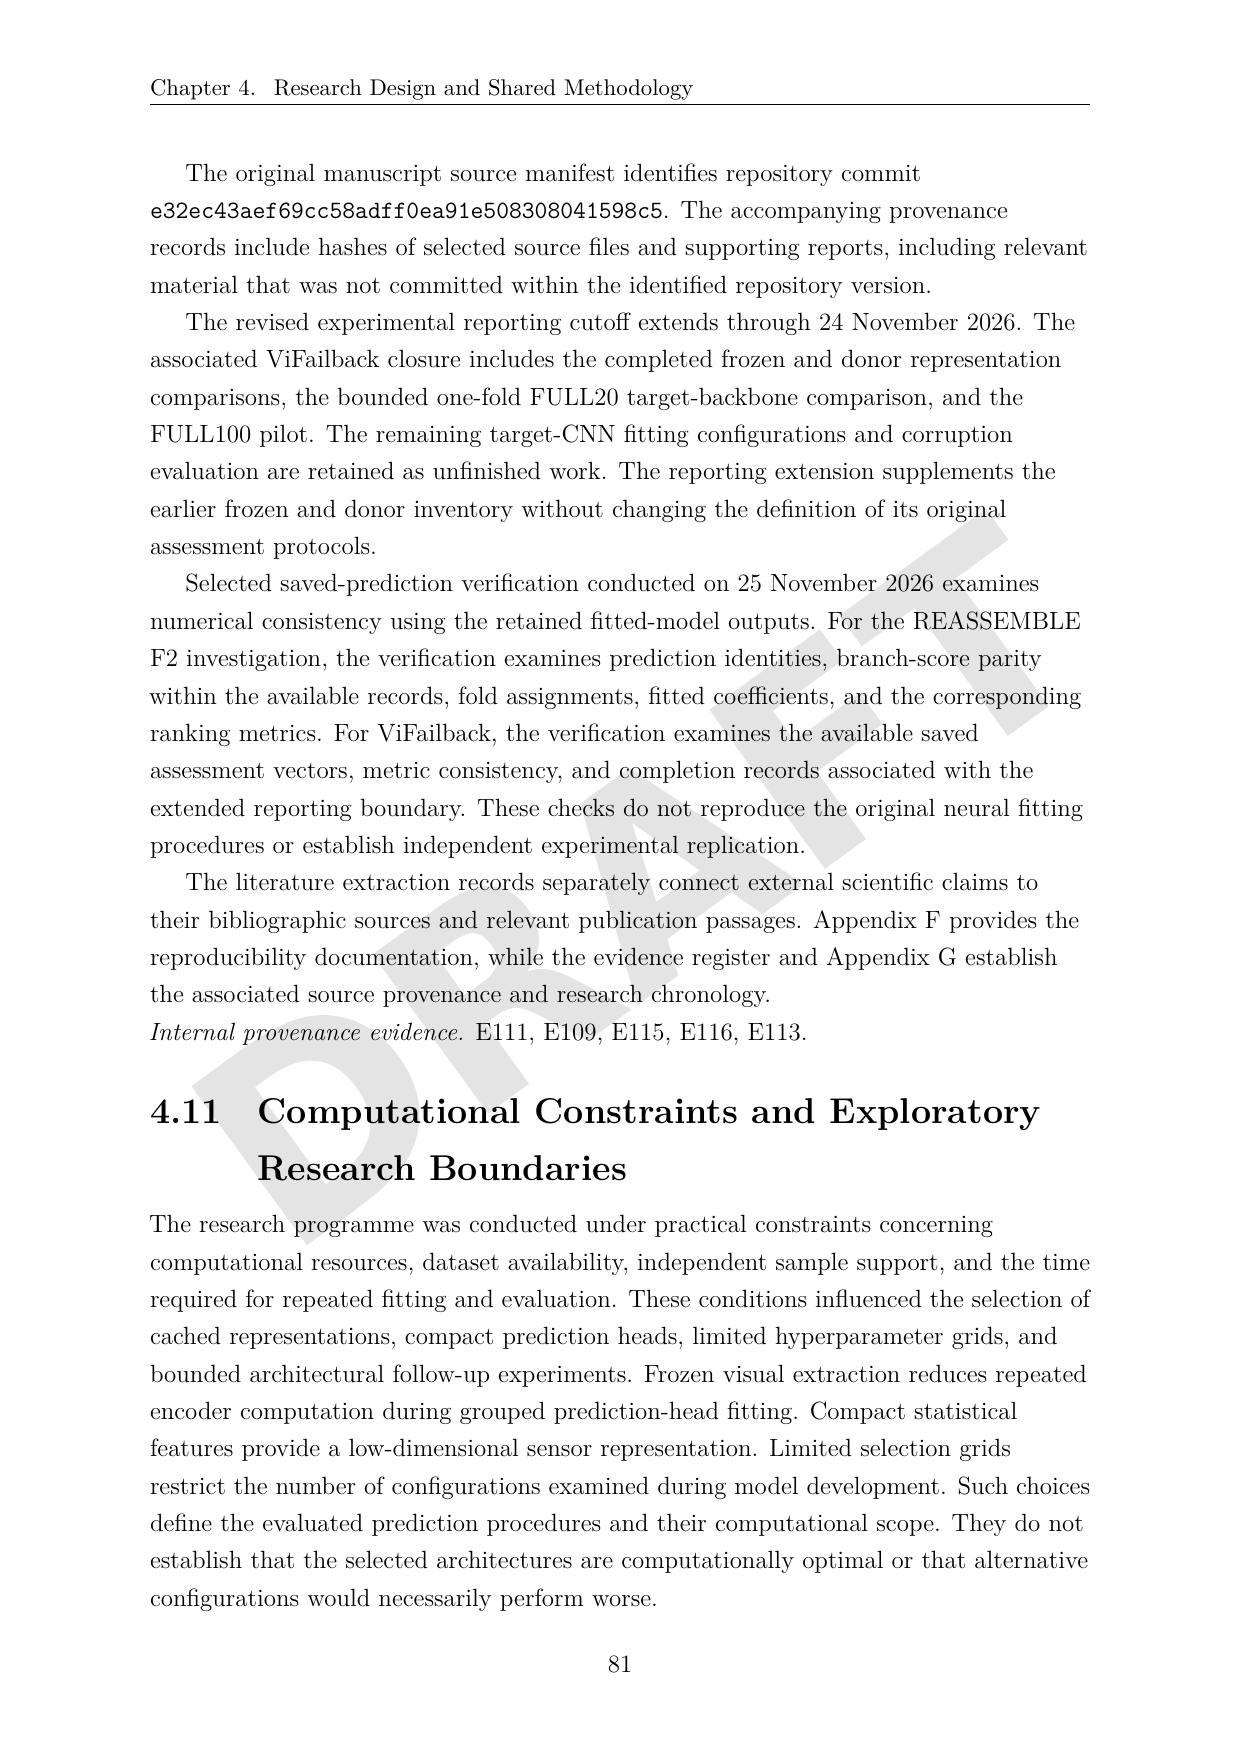 Chapter 4. Research Design and Shared Methodology
The original manuscript source manifest identifies repository commit
e32ec43aef69cc58adff0ea91e508308041598c5. The accompanying provenance
records include hashes of selected source files and supporting reports, including relevant
material that was not committed within the identified repository version.
The revised experimental reporting cutoff extends through 24 November 2026. The
associated ViFailback closure includes the completed frozen and donor representation
comparisons, the bounded one-fold FULL20 target-backbone comparison, and the
FULL100 pilot. The remaining target-CNN fitting configurations and corruption
evaluation are retained as unfinished work. The reporting extension supplements the
earlier frozen and donor inventory without changing the definition of its original
assessment protocols.
Selected saved-prediction verification conducted on 25 November 2026 examines
numerical consistency using the retained fitted-model outputs. For the REASSEMBLE
F2 investigation, the verification examines prediction identities, branch-score parity
within the available records, fold assignments, fitted coefficients, and the corresponding
ranking metrics. For ViFailback, the verification examines the available saved
assessment vectors, metric consistency, and completion records associated with the
extended reporting boundary. These checks do not reproduce the original neural fitting
procedures or establish independent experimental replication.
The literature extraction records separately connect external scientific claims to
their bibliographic sources and relevant publication passages. Appendix F provides the
reproducibility documentation, while the evidence register and Appendix G establish
the associated source provenance and research chronology.
Internal provenance evidence. E111, E109, E115, E116, E113.
4.11 Computational Constraints and Exploratory
Research Boundaries
The research programme was conducted under practical constraints concerning
computational resources, dataset availability, independent sample support, and the time
required for repeated fitting and evaluation. These conditions influenced the selection of
cached representations, compact prediction heads, limited hyperparameter grids, and
bounded architectural follow-up experiments. Frozen visual extraction reduces repeated
encoder computation during grouped prediction-head fitting. Compact statistical
features provide a low-dimensional sensor representation. Limited selection grids
restrict the number of configurations examined during model development. Such choices
define the evaluated prediction procedures and their computational scope. They do not
establish that the selected architectures are computationally optimal or that alternative
configurations would necessarily perform worse.
81
DRAFT